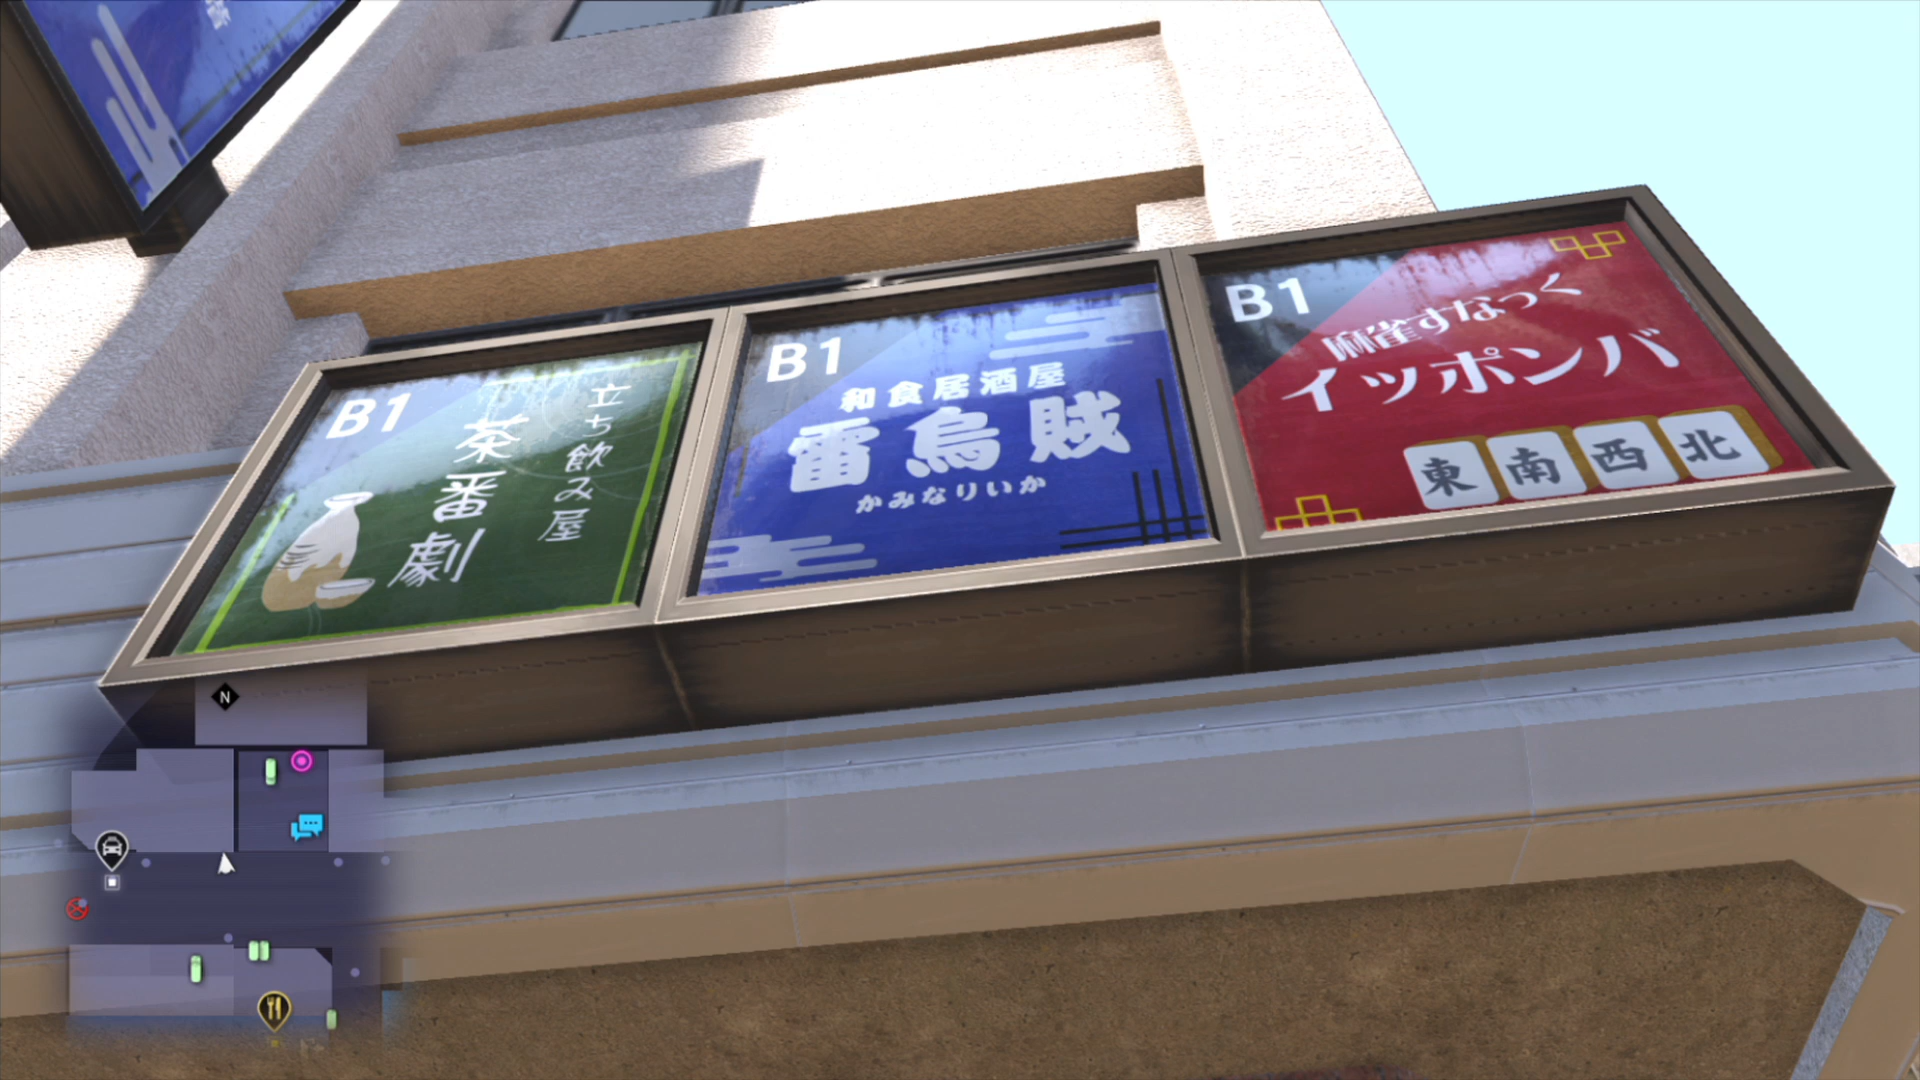 B1
立ち飲み屋
茶番劇
B1
和食居酒屋
雷烏賊
かみなりいか
B1
麻雀すなっく
イッポンバ
東南西北
N